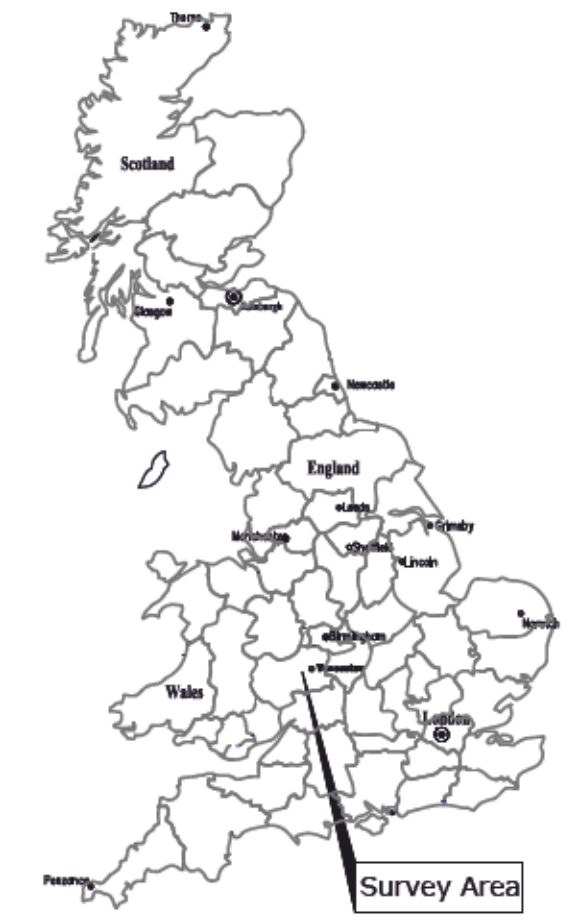 Thurso
Scotland
Glasgow
Edinburgh
Newcastle
England
Leeds
Manchester
Grimsby
Sheffield
Lincoln
Norwich
Birmingham
Worcester
Wales
London
Penzance
Survey Area